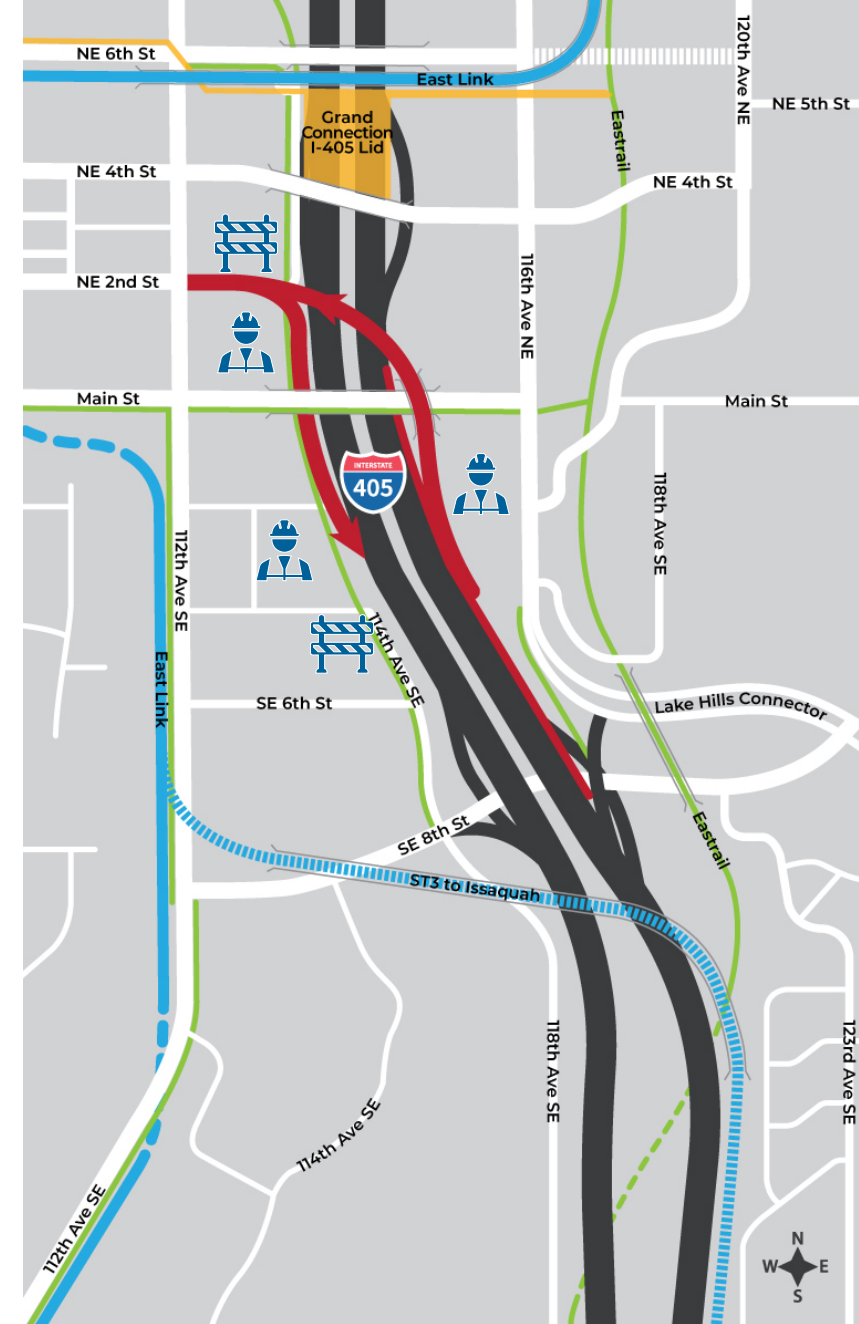 NE 6th St
120th Ave NE
East Link
NE 5th St
Grand
Connection
I-405 Lid
Eastrail
NE 4th St
NE 4th St
NE 2nd St
116th Ave NE
Main St
Main St
INTERSTATE
405
118th Ave SE
112th Ave SE
114th Ave SE
East Link
SE 6th St
Lake Hills Connector
SE 8th St
Eastrail
ST3 to Issaquah
118th Ave SE
123rd Ave SE
114th Ave SE
112th Ave SE
N
W E
S